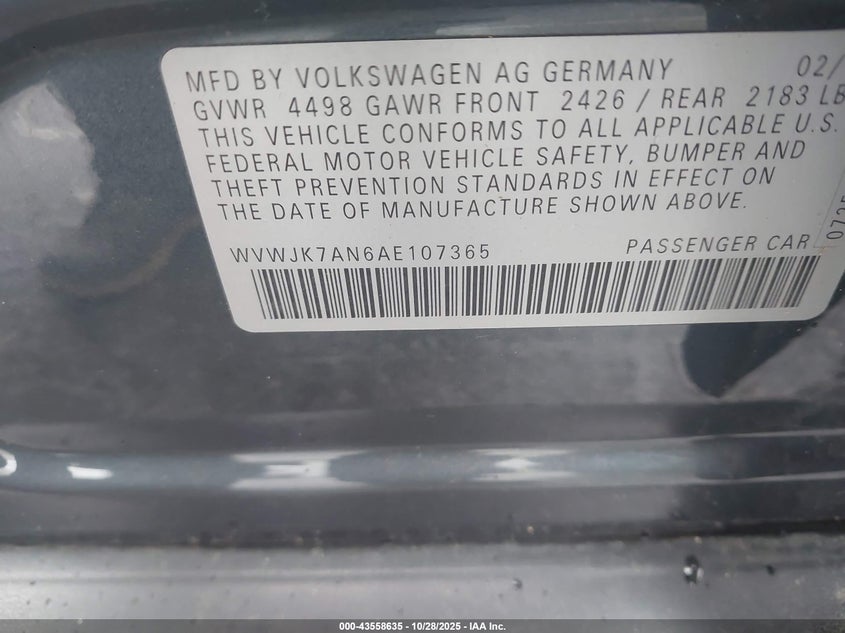 MFD BY VOLKSWAGEN AG GERMANY 02/
GVWR 4498 GAWR FRONT 2426 / REAR 2183 LB
THIS VEHICLE CONFORMS TO ALL APPLICABLE U.S.
FEDERAL MOTOR VEHICLE SAFETY, BUMPER AND
THEFT PREVENTION STANDARDS IN EFFECT ON
THE DATE OF MANUFACTURE SHOWN ABOVE.
WVWJK7AN6AE107365 PASSENGER CAR
000-43558635 - 10/28/2025 - IAA Inc.